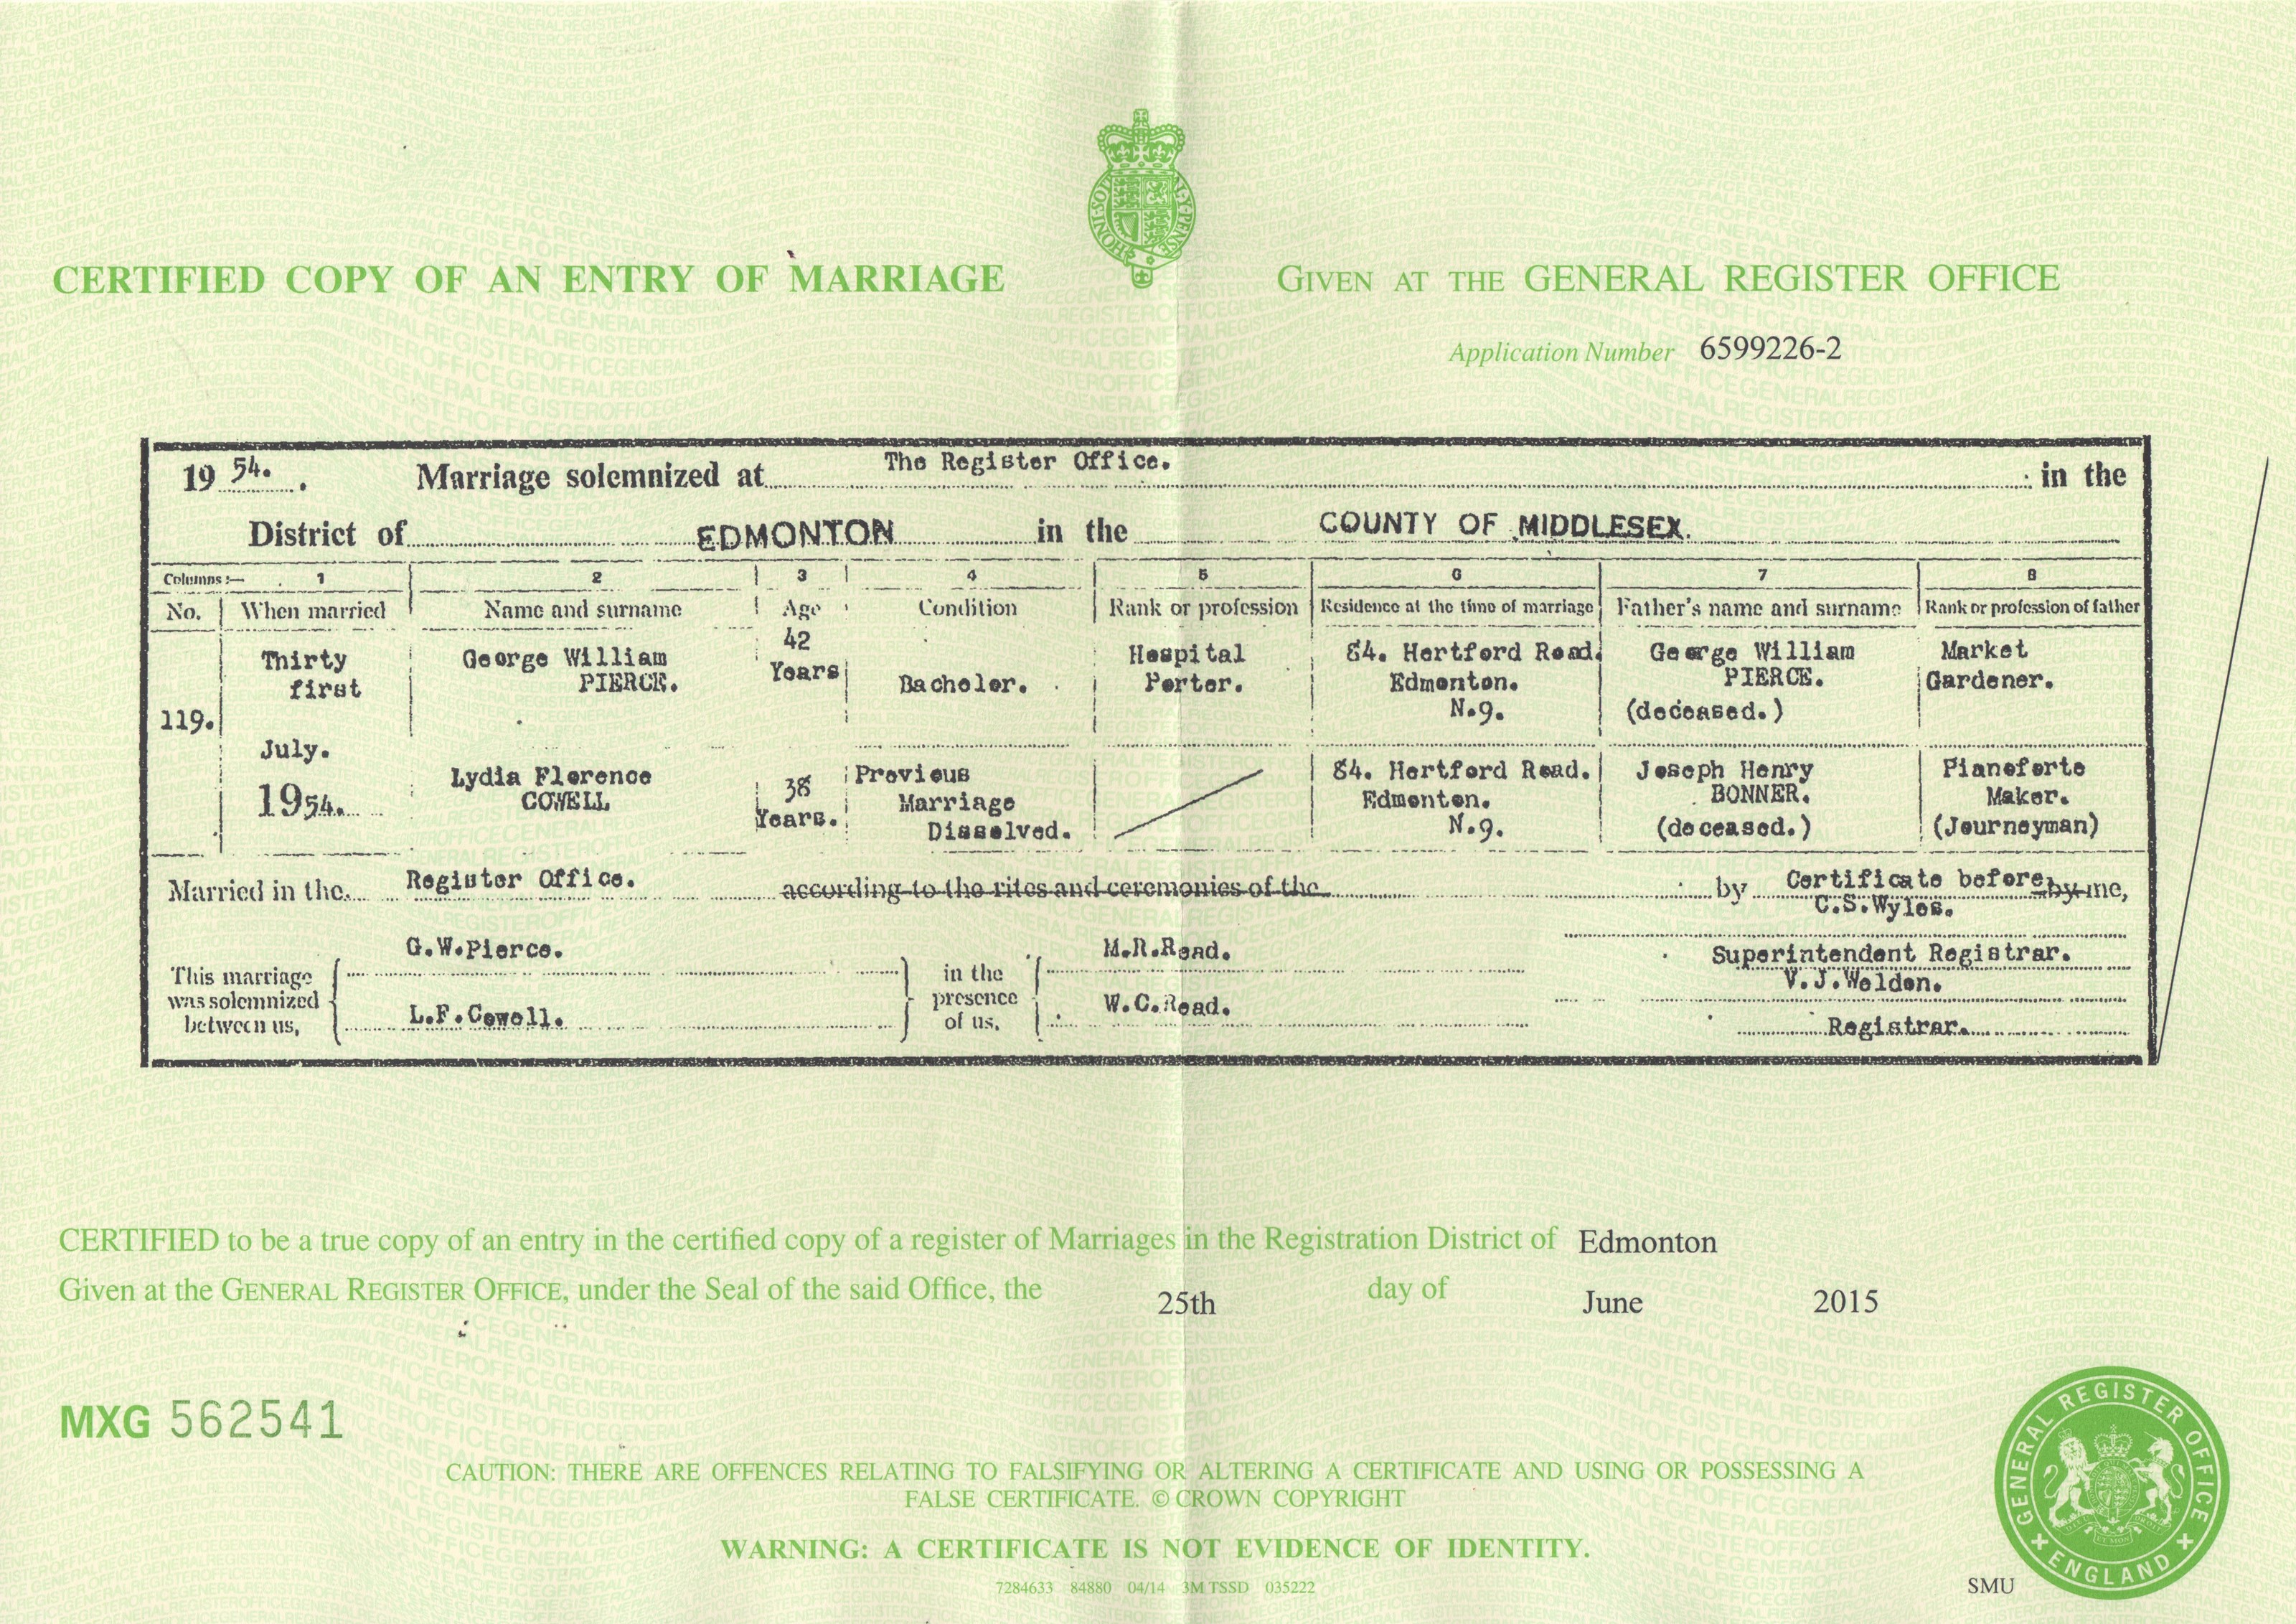 CERTIFIED COPY OF AN ENTRY OF MARRIAGE
GIVEN AT THE GENERAL REGISTER OFFICE
HONI·SOIT·QUI·MAL·Y·PENSE
Application Number 6599226-2
19 54. Marriage solemnized at The Register Office. in the
District of EDMONTON in the COUNTY OF MIDDLESEX.
Columns:— 1 2 3 4 5 6 7 8
No. When married Name and surname Age Condition Rank or profession Residence at the time of marriage Father's name and surname Rank or profession of father
119.
Thirty first July. 1954.
George William PIERCE.
42 Years
Bachelor.
Hospital Porter.
84. Hertford Road. Edmonton. N.9.
George William PIERCE. (deceased.)
Market Gardener.
Lydia Florence COWELL
38 Years.
Previous Marriage Dissolved.
84. Hertford Road. Edmonton. N.9.
Joseph Henry BONNER. (deceased.)
Pianoforte Maker. (Journeyman)
Married in the Register Office. according to the rites and ceremonies of the by Certificate before by me,
C.S.Wyles.
Superintendent Registrar.
V.J.Weldon.
Registrar.
This marriage was solemnized between us,
G.W.Pierce.
L.F.Cowell.
in the presence of us,
M.R.Read.
W.C.Read.
CERTIFIED to be a true copy of an entry in the certified copy of a register of Marriages in the Registration District of Edmonton
Given at the GENERAL REGISTER OFFICE, under the Seal of the said Office, the 25th day of June 2015
MXG 562541
CAUTION: THERE ARE OFFENCES RELATING TO FALSIFYING OR ALTERING A CERTIFICATE AND USING OR POSSESSING A
FALSE CERTIFICATE. © CROWN COPYRIGHT
WARNING: A CERTIFICATE IS NOT EVIDENCE OF IDENTITY.
7284633 84880 04/14 3M TSSD 035222
SMU
GENERAL REGISTER OFFICE
ENGLAND